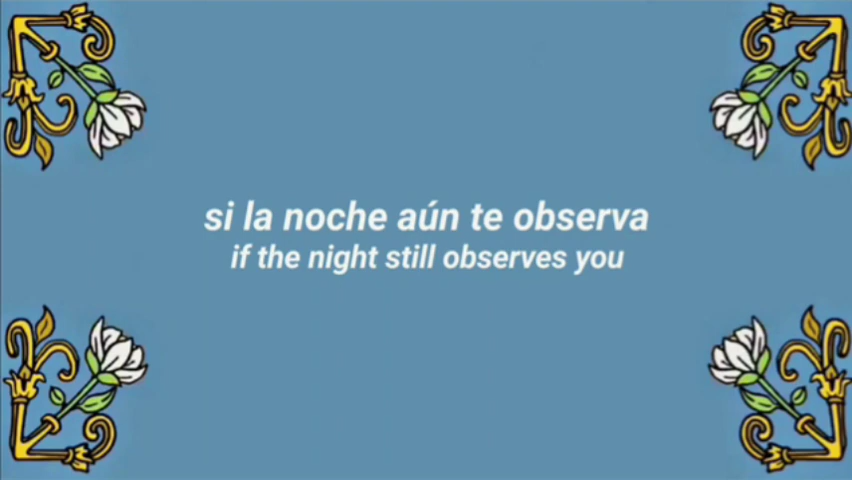 si la noche aún te observa
if the night still observes you